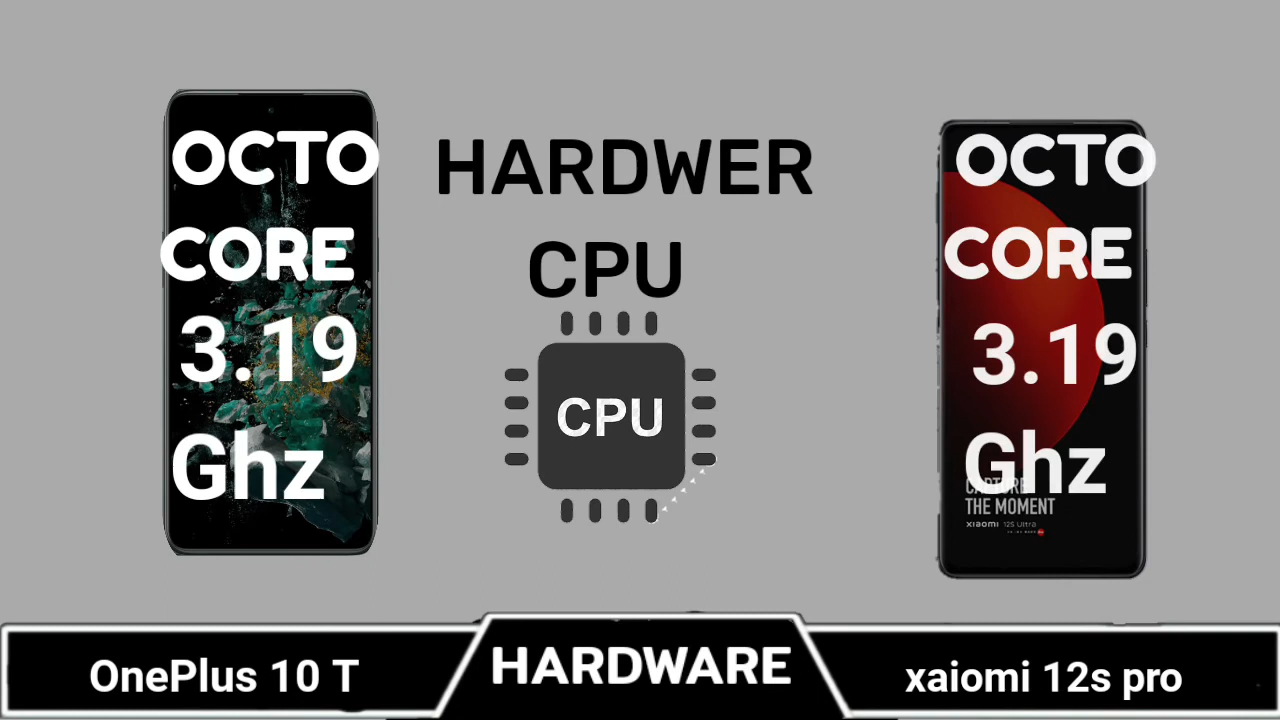 OCTO
CORE
3.19
Ghz
HARDWER
CPU
CPU
OCTO
CORE
3.19
Ghz
CAPTURE
THE MOMENT
xiaomi 12S Ultra
OnePlus 10 T
HARDWARE
xaiomi 12s pro